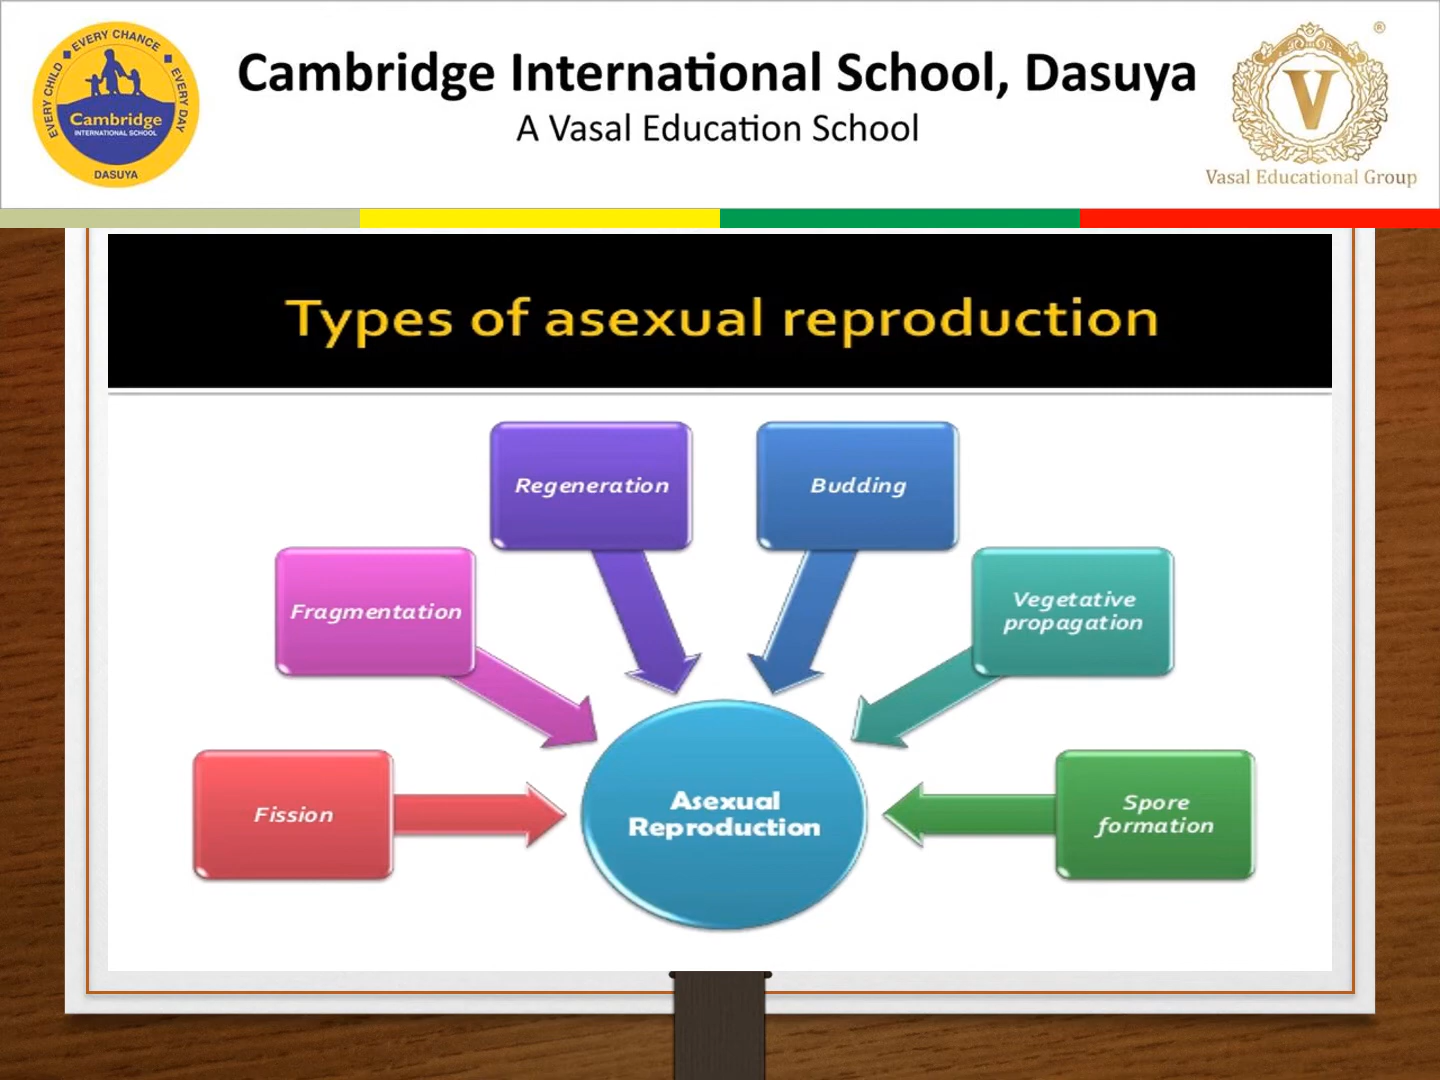 EVERY CHILD ▪ EVERY CHANCE ▪ EVERY DAY
Cambridge
INTERNATIONAL SCHOOL
DASUYA
Cambridge International School, Dasuya
A Vasal Education School
®
V
Vasal Educational Group
Types of asexual reproduction
Regeneration
Budding
Fragmentation
Vegetative
propagation
Fission
Asexual
Reproduction
Spore
formation